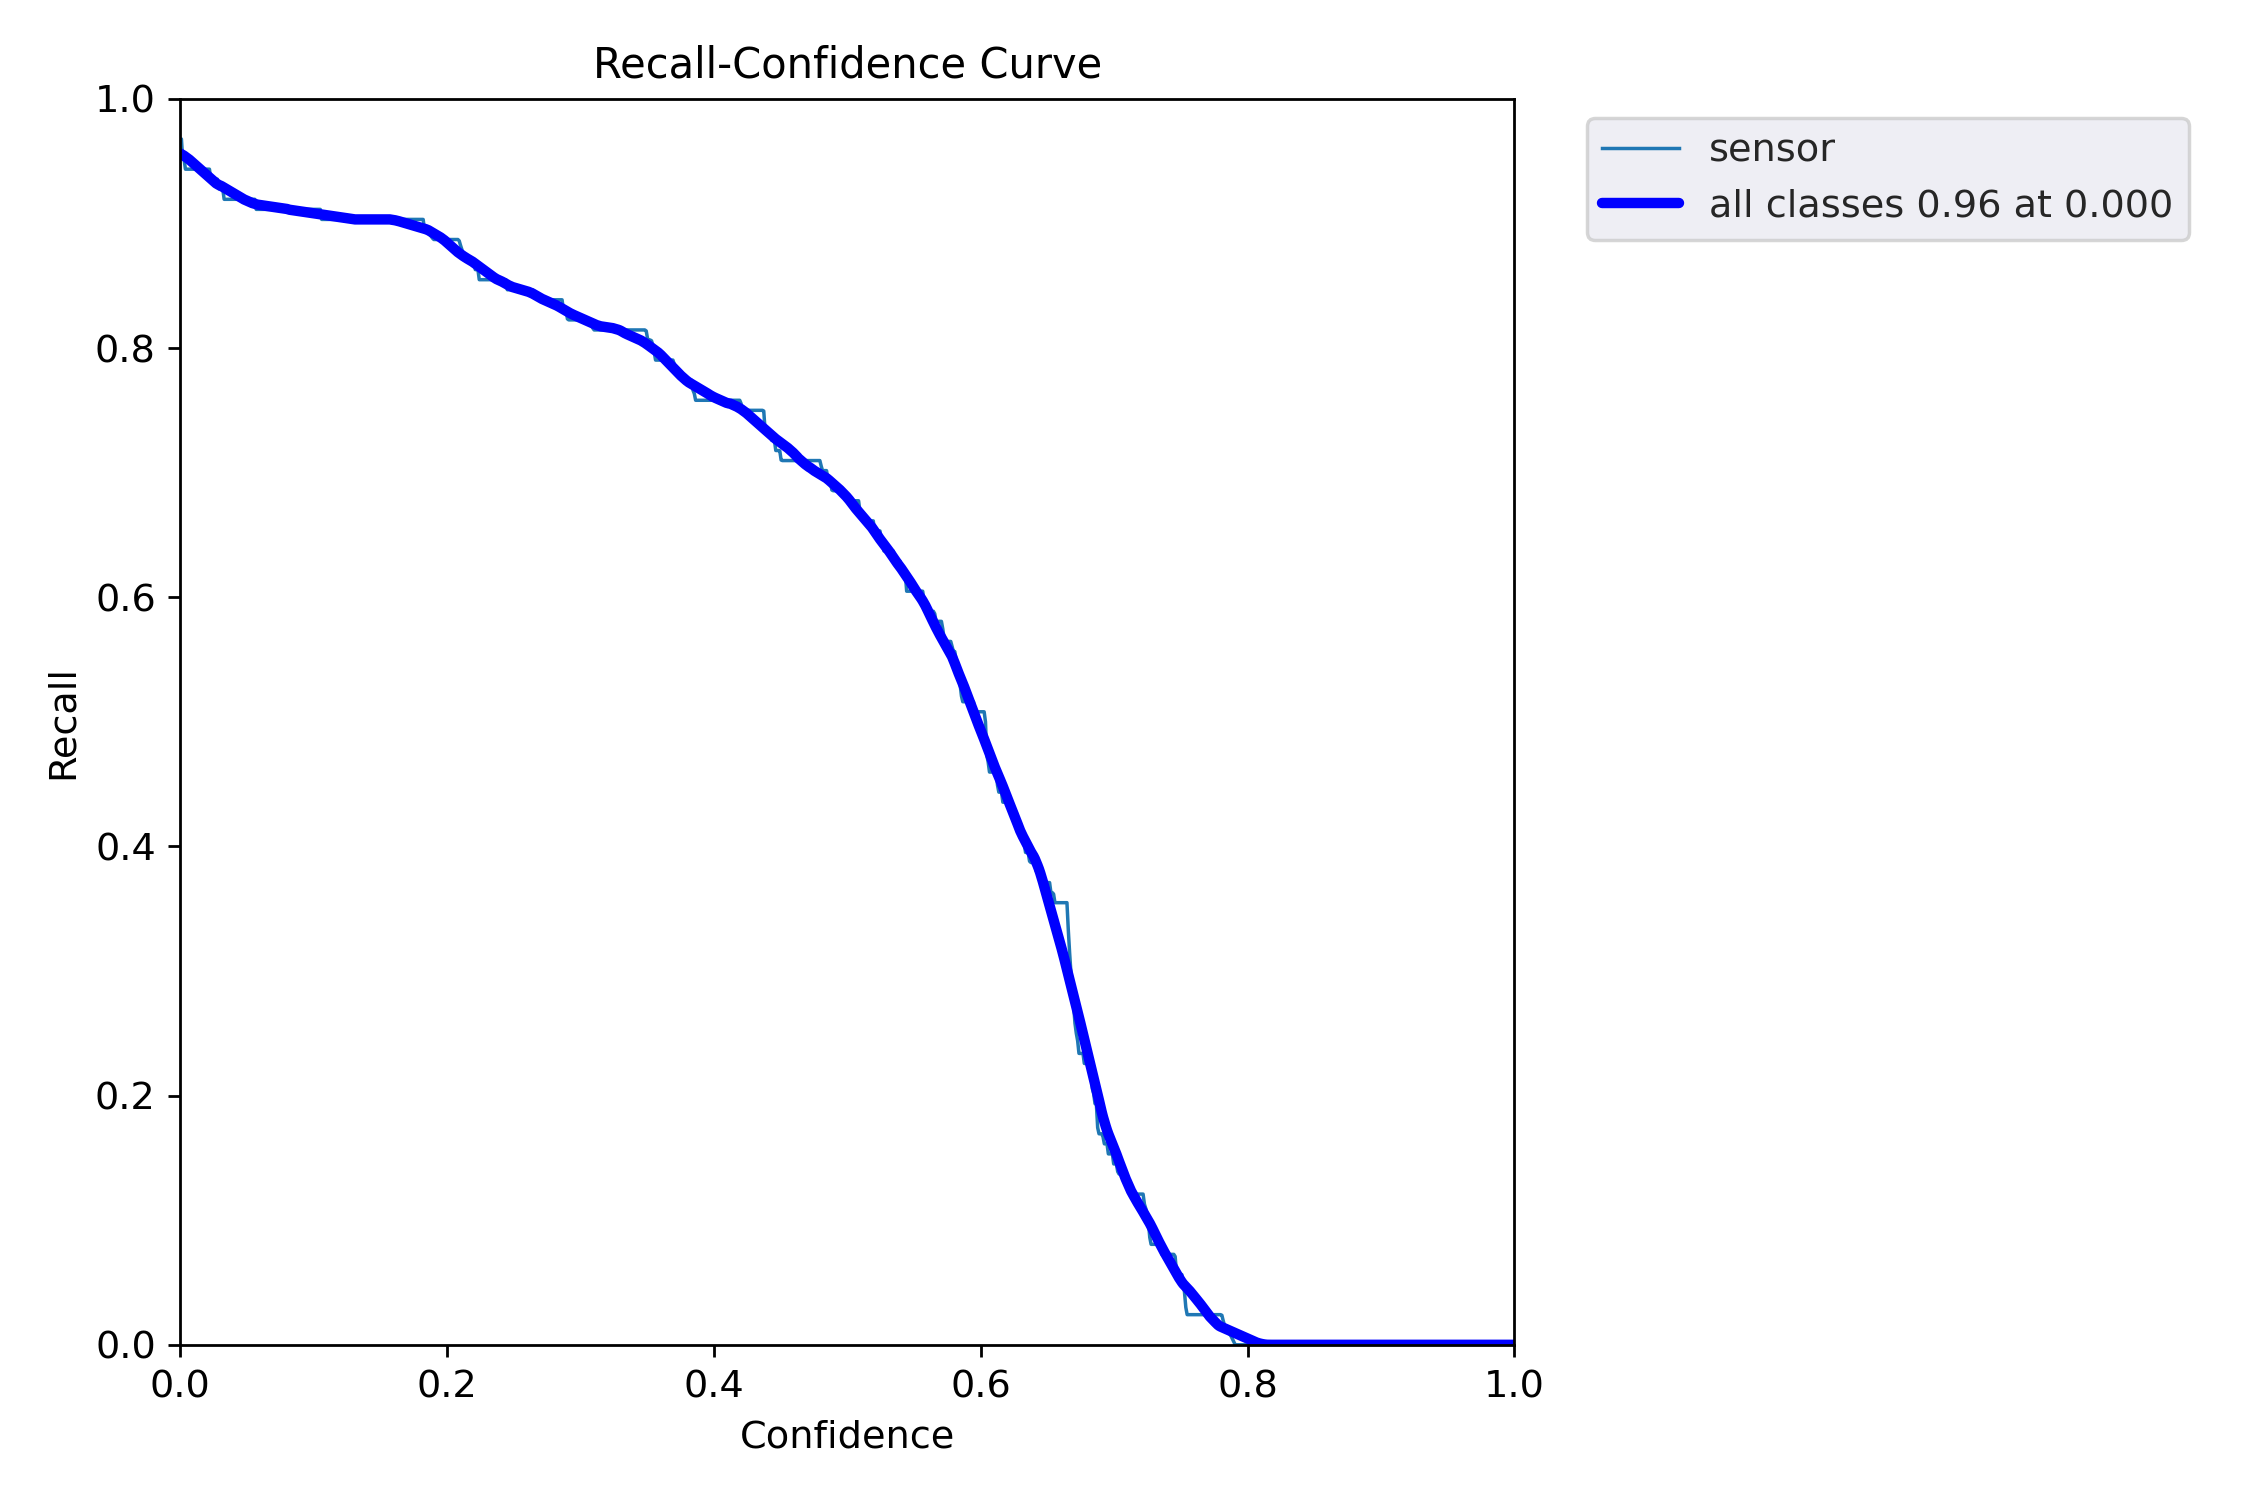 Recall-Confidence Curve
sensor
all classes 0.96 at 0.000
1.0
0.8
0.6
0.4
0.2
0.0
Recall
0.0 0.2 0.4 0.6 0.8 1.0
Confidence